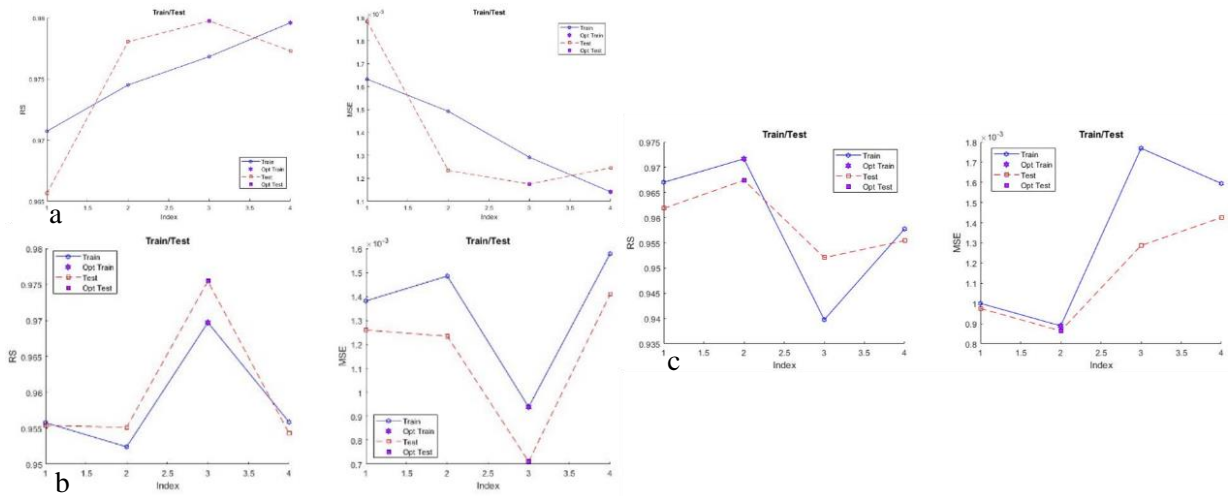 Train/Test
0.98
0.975
0.97
0.965
RS
1 1.5 2 2.5 3 3.5 4
Index
Train
Opt Train
Test
Opt Test
a
Train/Test
× 10⁻³
1.9
1.8
1.7
1.6
1.5
1.4
1.3
1.2
1.1
MSE
1 1.5 2 2.5 3 3.5 4
Index
Train
Opt Train
Test
Opt Test
Train/Test
0.98
0.975
0.97
0.965
0.96
0.955
0.95
RS
1 1.5 2 2.5 3 3.5 4
Index
Train
Opt Train
Test
Opt Test
b
Train/Test
× 10⁻³
1.6
1.5
1.4
1.3
1.2
1.1
1
0.9
0.8
0.7
MSE
1 1.5 2 2.5 3 3.5 4
Index
Train
Opt Train
Test
Opt Test
Train/Test
0.975
0.97
0.965
0.96
0.955
0.95
0.945
0.94
0.935
RS
1 1.5 2 2.5 3 3.5 4
Index
Train
Opt Train
Test
Opt Test
c
Train/Test
× 10⁻³
1.8
1.7
1.6
1.5
1.4
1.3
1.2
1.1
1
0.9
0.8
MSE
1 1.5 2 2.5 3 3.5 4
Index
Train
Opt Train
Test
Opt Test